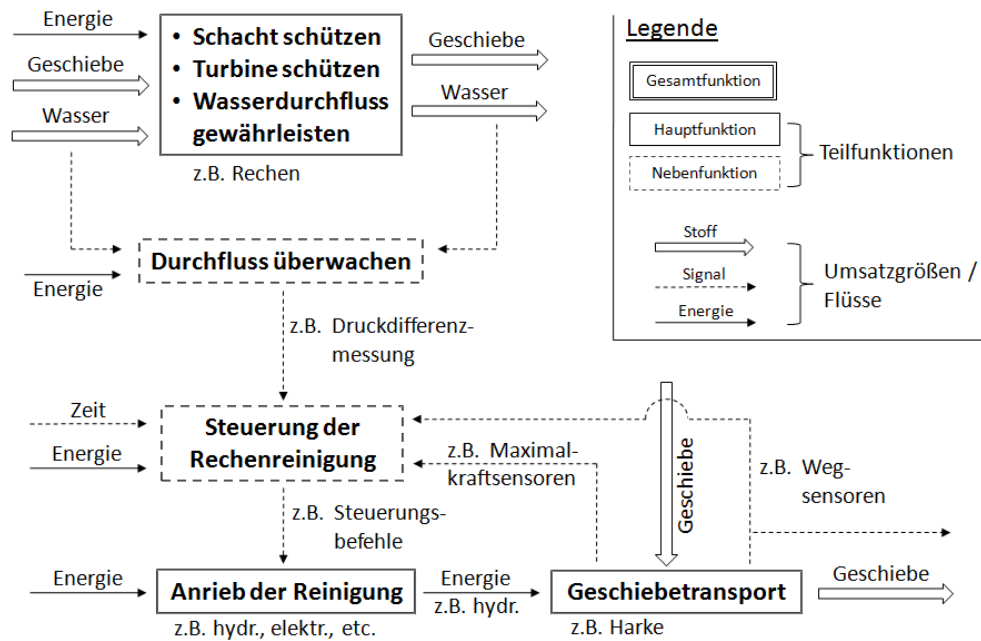 Energie
Geschiebe
Wasser
• Schacht schützen
• Turbine schützen
• Wasserdurchfluss
gewährleisten
z.B. Rechen
Geschiebe
Wasser
Legende
Gesamtfunktion
Hauptfunktion
Nebenfunktion
Teilfunktionen
Stoff
Signal
Energie
Umsatzgrößen /
Flüsse
Durchfluss überwachen
Energie
z.B. Druckdifferenz-
messung
Zeit
Energie
Steuerung der
Rechenreinigung
z.B. Maximal-
kraftsensoren
Geschiebe
z.B. Weg-
sensoren
z.B. Steuerungs-
befehle
Energie
Anrieb der Reinigung
z.B. hydr., elektr., etc.
Energie
z.B. hydr.
Geschiebetransport
z.B. Harke
Geschiebe